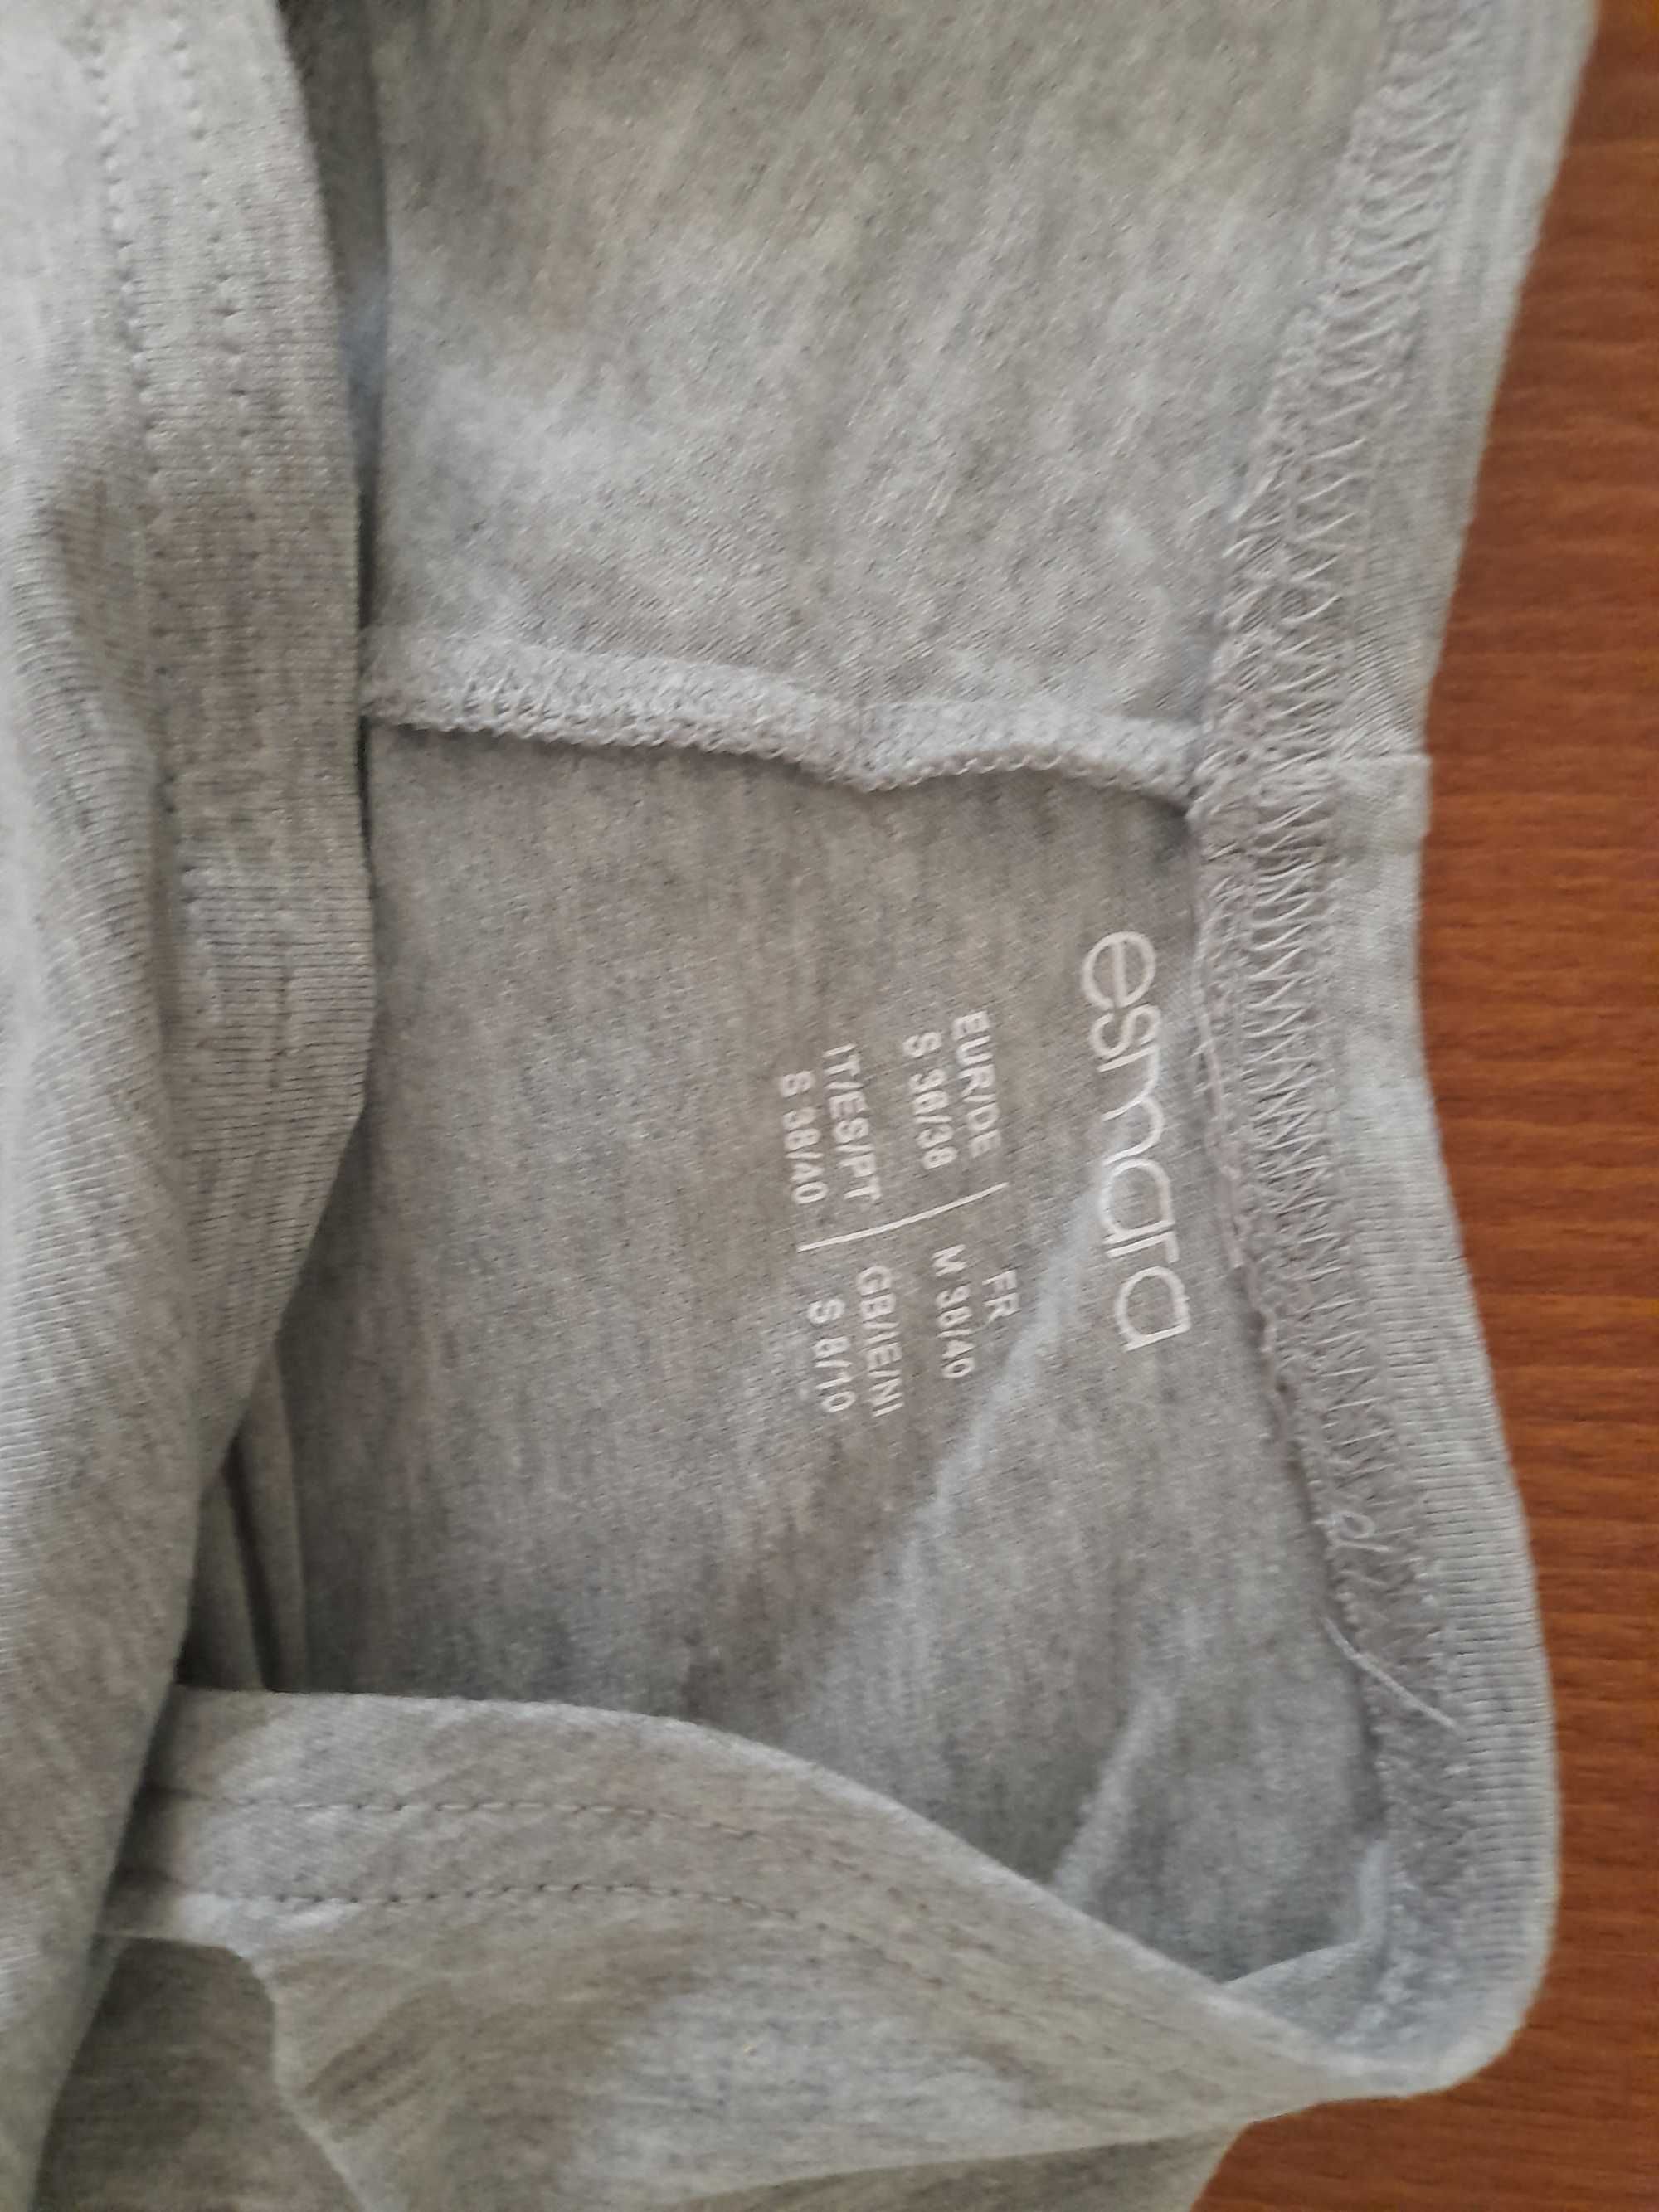 esmara
EUR/DE | FR
S 36/38 | M 38/40
IT/ES/PT | GB/IE/NI
S 38/40 | S 8/10